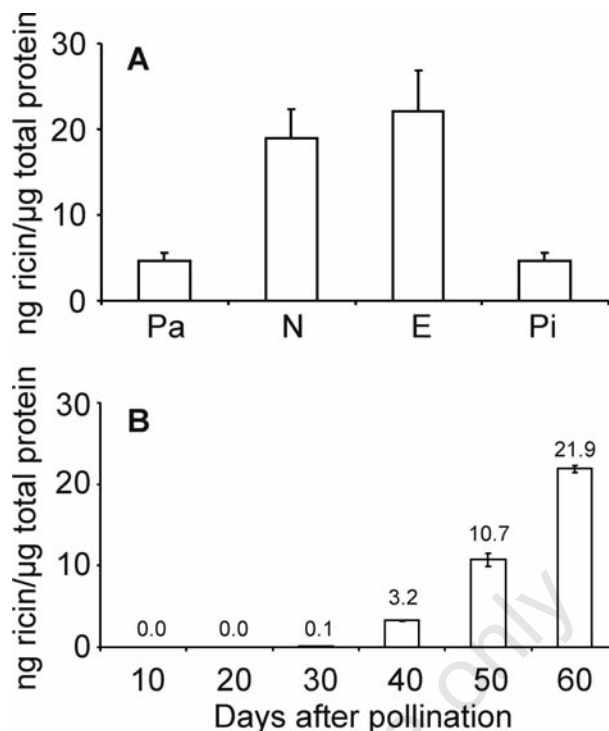 A
ng ricin/µg total protein
30
20
10
0
Pa N E Pi
B
ng ricin/µg total protein
30
20
10
0
0.0 0.0 0.1 3.2 10.7 21.9
10 20 30 40 50 60
Days after pollination
only